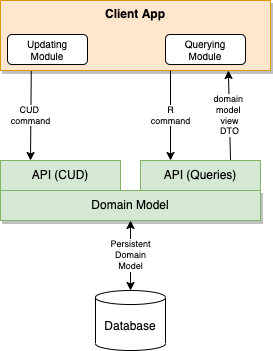 Client App
Updating
Module
Querying
Module
CUD
command
R
command
domain
model
view
DTO
API (CUD)
API (Queries)
Domain Model
Persistent
Domain
Model
Database